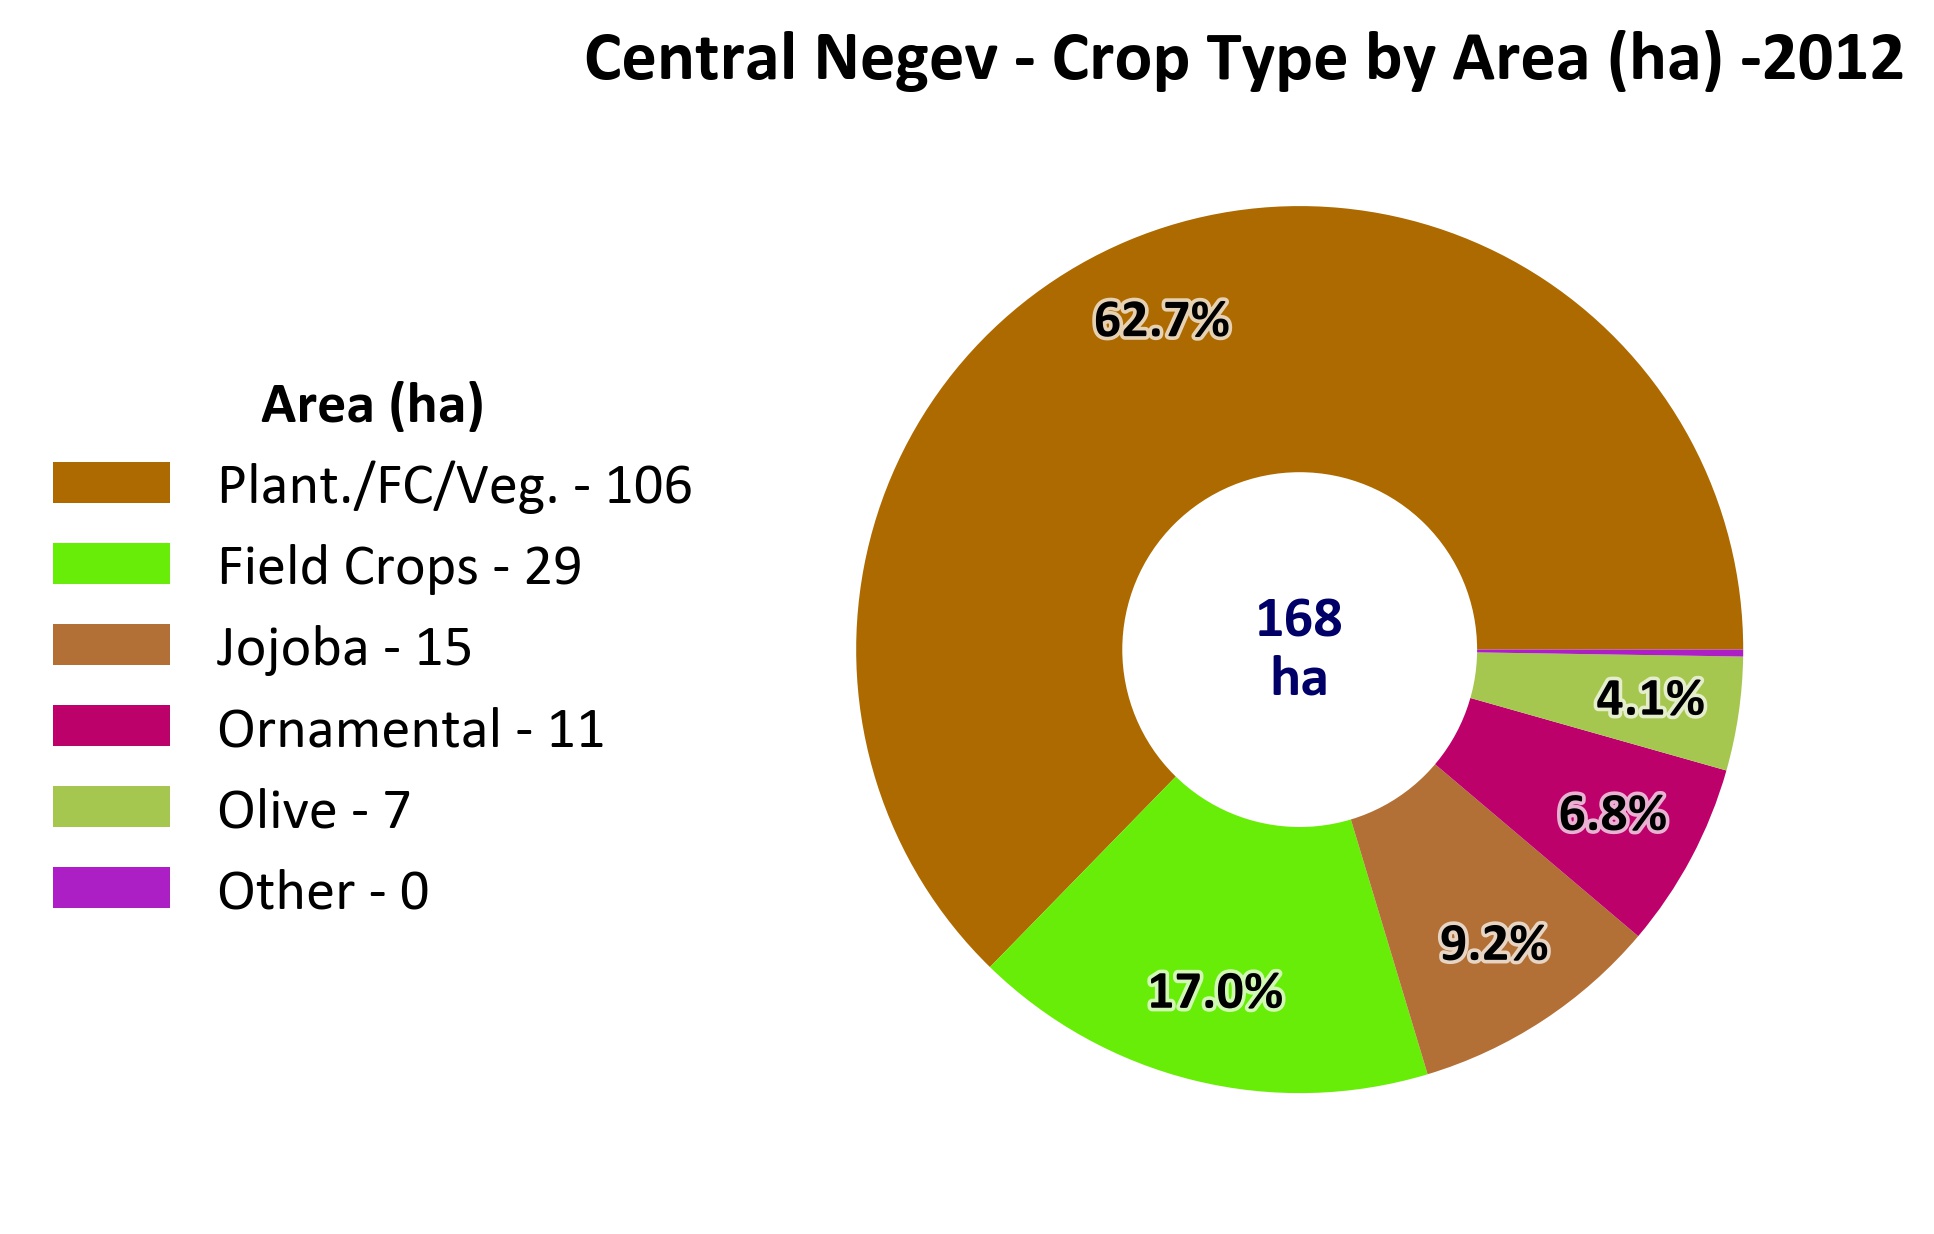 Central Negev - Crop Type by Area (ha) -2012
Area (ha)
Plant./FC/Veg. - 106
Field Crops - 29
Jojoba - 15
Ornamental - 11
Olive - 7
Other - 0
62.7%
168
ha
4.1%
6.8%
9.2%
17.0%